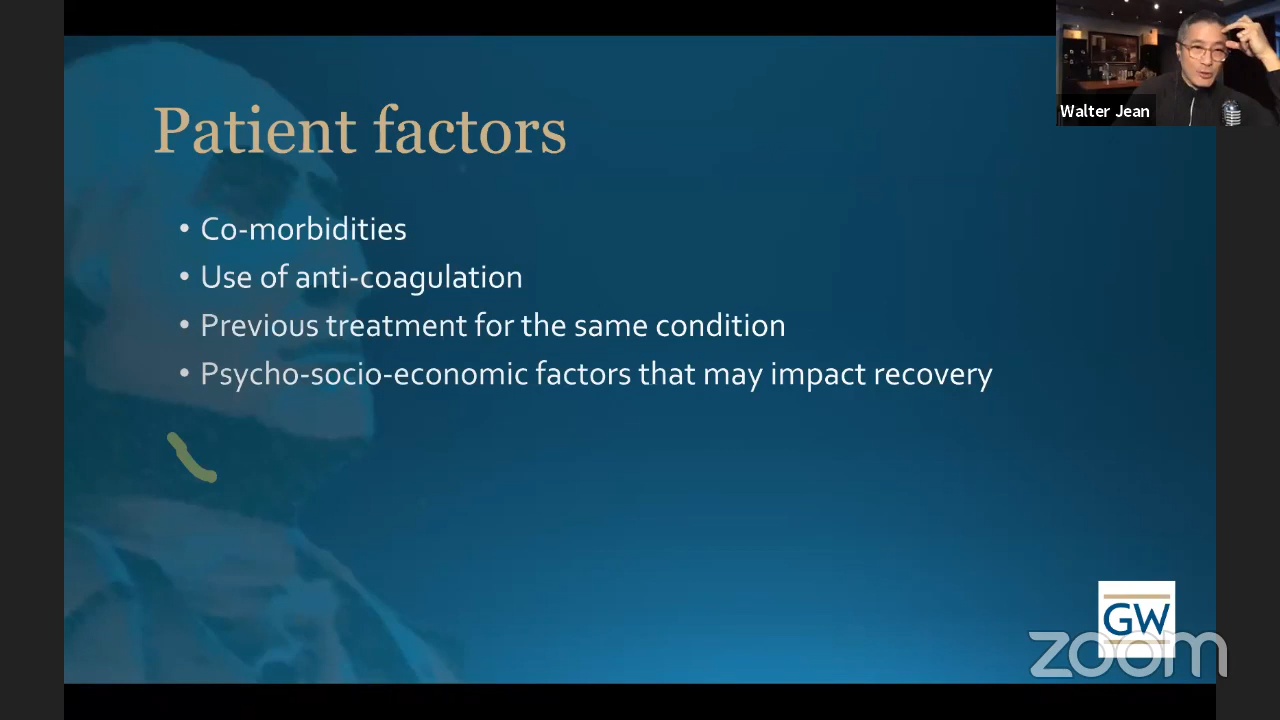 Patient factors
Walter Jean
• Co-morbidities
• Use of anti-coagulation
• Previous treatment for the same condition
• Psycho-socio-economic factors that may impact recovery
GW
zoom